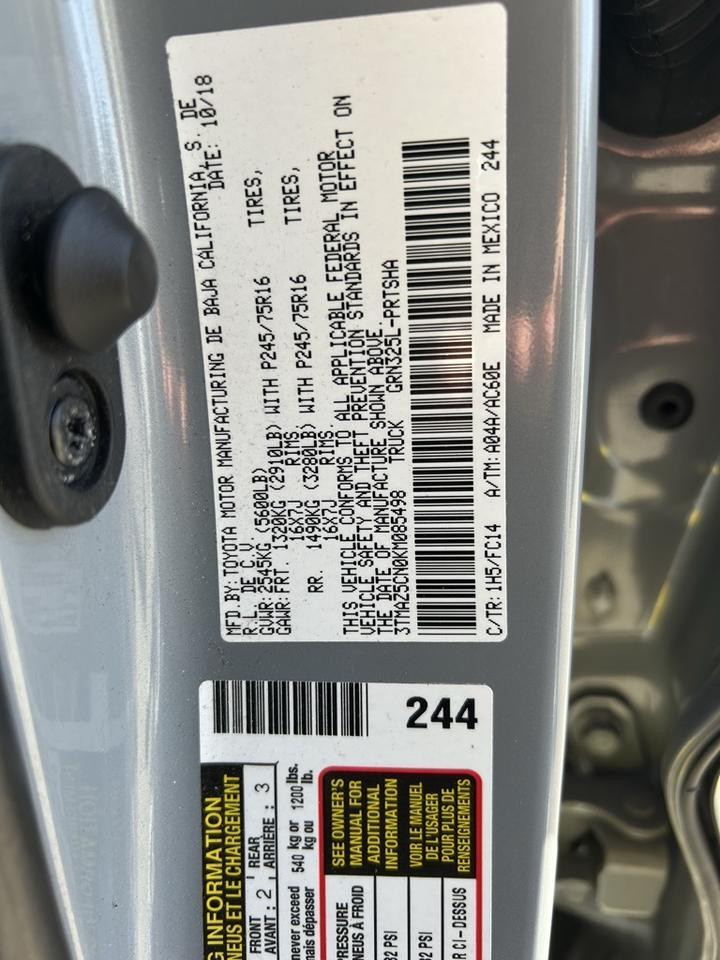 MFD.BY:TOYOTA MOTOR MANUFACTURING DE BAJA CALIFORNIA, S. DE
R.L. DE C.V. DATE: 10/18
GVWR:2545KG (5600LB)
GAWR:FRT. 1320KG (2910LB) WITH P245/75R16 TIRES,
16X7J RIMS
RR. 1490KG (3280LB) WITH P245/75R16 TIRES,
16X7J RIMS.
THIS VEHICLE CONFORMS TO ALL APPLICABLE FEDERAL MOTOR
VEHICLE SAFETY AND THEFT PREVENTION STANDARDS IN EFFECT ON
THE DATE OF MANUFACTURE SHOWN ABOVE.
3TMAZ5CN0KM085498 TRUCK GRN325L-PRTSHA
C/TR:1H5/FC14 A/TM:A04A/AC60E MADE IN MEXICO 244
244
INFORMATION
NEUS ET LE CHARGEMENT
FRONT REAR
AVANT : 2 ARRIÈRE : 3
never exceed 540 kg or 1200 lbs.
mais dépasser kg ou lb.
SEE OWNER'S
MANUAL FOR
ADDITIONAL
INFORMATION
VOIR LE MANUEL
DE L'USAGER
POUR PLUS DE
RENSEIGNEMENTS
PRESSURE
NEUS À FROID
32 PSI
32 PSI
R CI-DESSUS